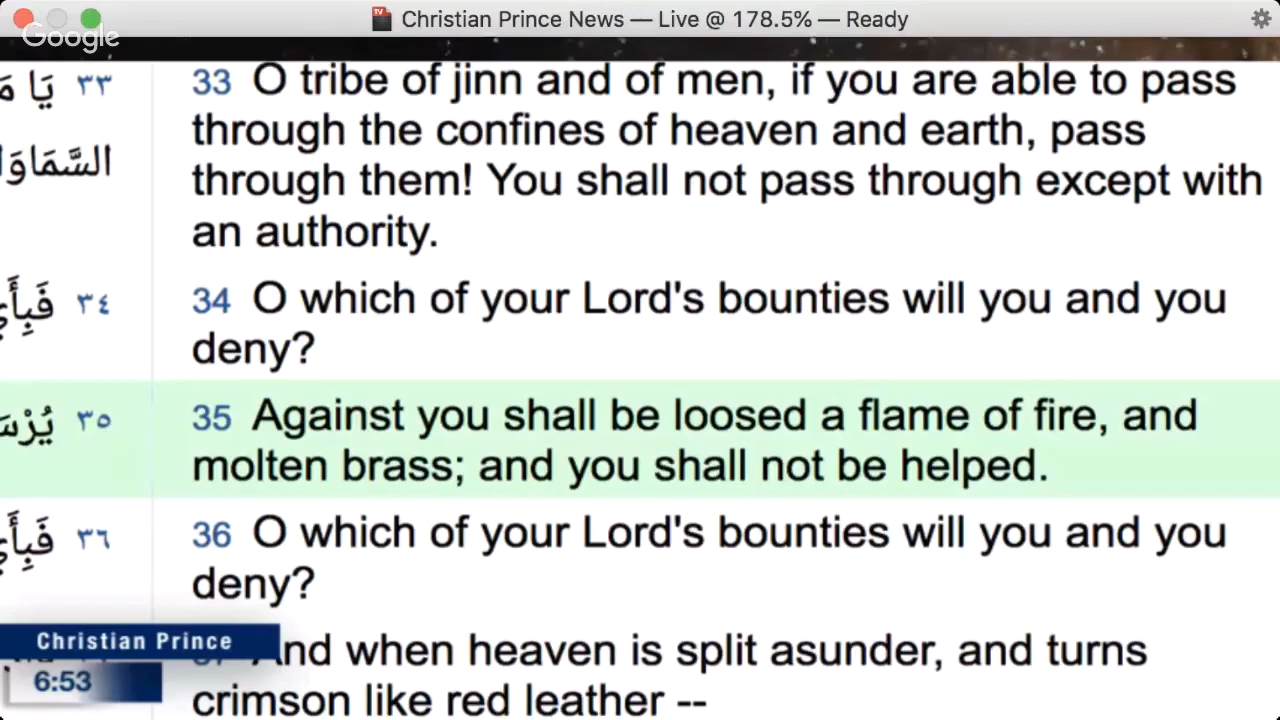 Christian Prince News — Live @ 178.5% — Ready
Google
٣٣ يَا
33 O tribe of jinn and of men, if you are able to pass
through the confines of heaven and earth, pass
السَّمَاوَا
through them! You shall not pass through except with
an authority.
٣٤
34 O which of your Lord's bounties will you and you
deny?
٣٥
35 Against you shall be loosed a flame of fire, and
molten brass; and you shall not be helped.
٣٦
36 O which of your Lord's bounties will you and you
deny?
Christian Prince
And when heaven is split asunder, and turns
6:53
crimson like red leather --